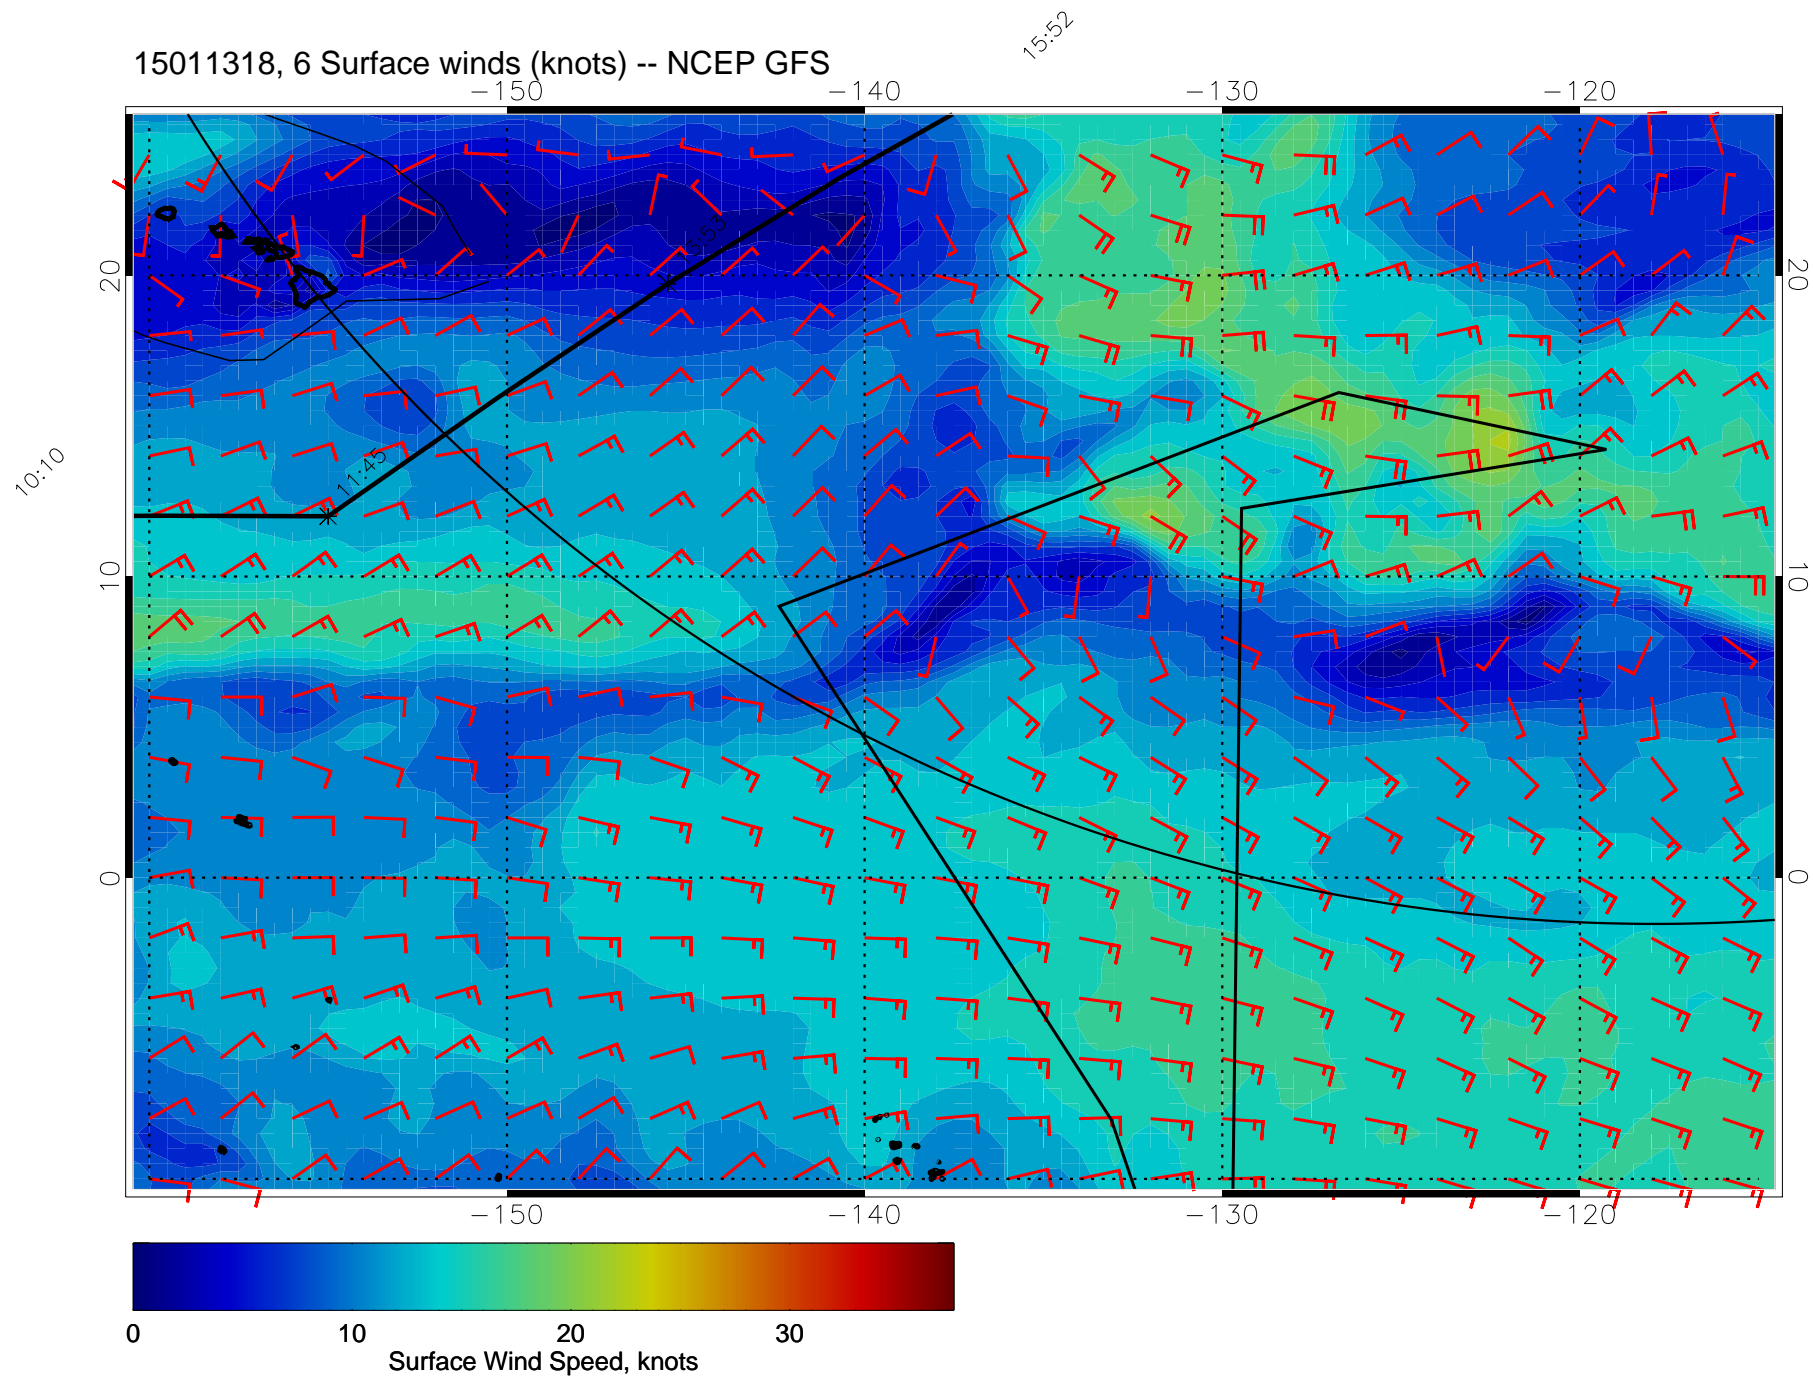 15:52
15011318, 6 Surface winds (knots) -- NCEP GFS
-150 -140 -130 -120
20 20
10:10
11:45
10 10
0 0
-150 -140 -130 -120
0 10 20 30
Surface Wind Speed, knots